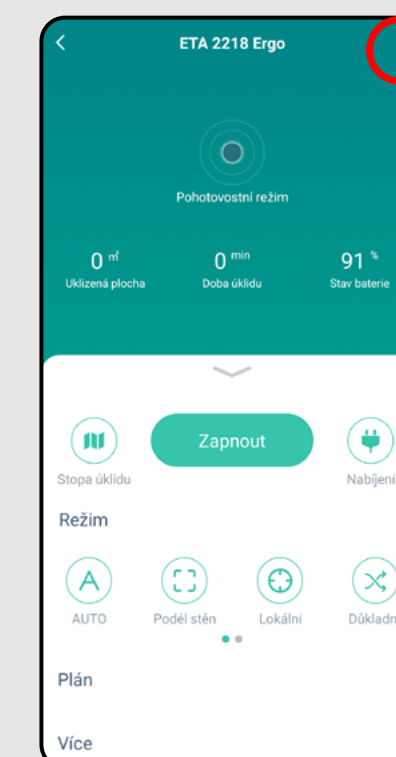 ETA 2218 Ergo
Pohotovostní režim
0 ㎡ 0 min 91 %
Uklizená plocha Doba úklidu Stav baterie
Zapnout
Stopa úklidu Nabíjení
Režim
AUTO Podél stěn Lokální Důkladn
Plán
Více